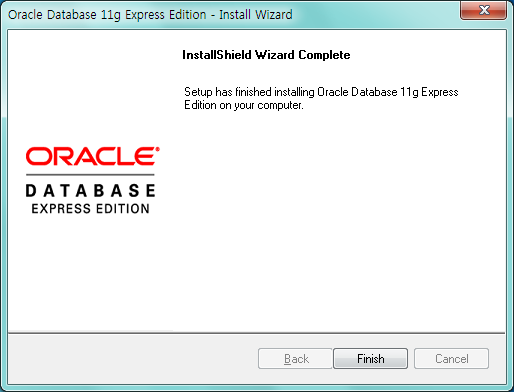 Oracle Database 11g Express Edition - Install Wizard
InstallShield Wizard Complete
Setup has finished installing Oracle Database 11g Express
Edition on your computer.
ORACLE®
DATABASE
EXPRESS EDITION
Back
Finish
Cancel